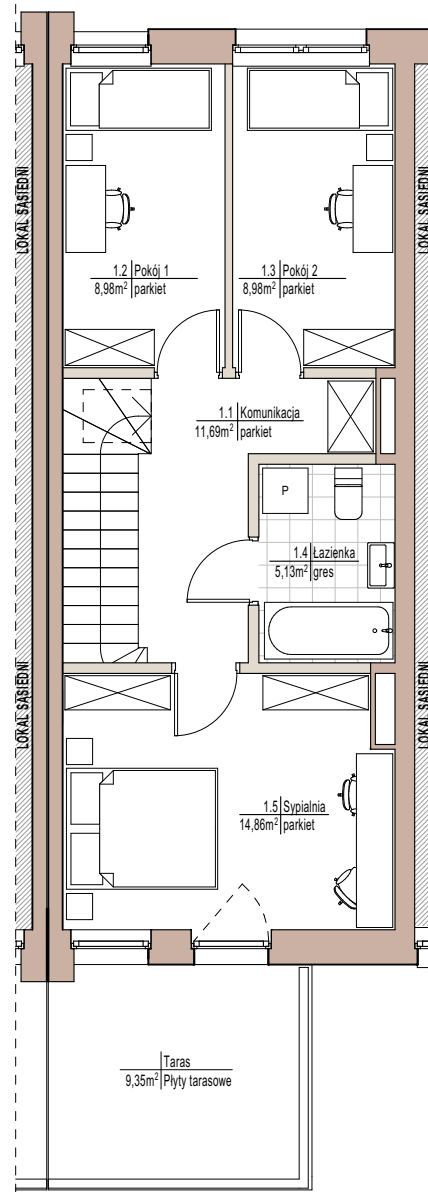 LOKAL SĄSIEDNI
LOKAL SĄSIEDNI
1.2 Pokój 1
8,98m² parkiet
1.3 Pokój 2
8,98m² parkiet
1.1 Komunikacja
11,69m² parkiet
P
1.4 Łazienka
5,13m² gres
LOKAL SĄSIEDNI
LOKAL SĄSIEDNI
1.5 Sypialnia
14,86m² parkiet
Taras
9,35m² Płyty tarasowe